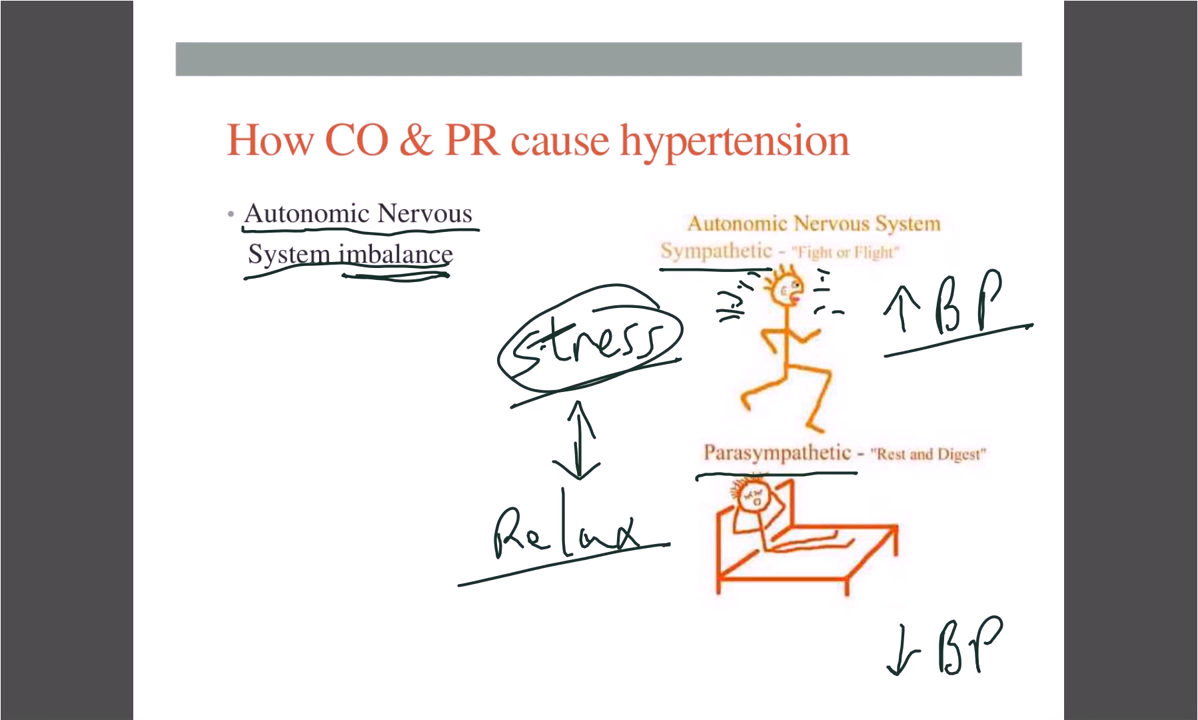 How CO & PR cause hypertension
• Autonomic Nervous
System imbalance
Autonomic Nervous System
Sympathetic - "Fight or Flight"
↑ BP
stress
↕
Relax
Parasympathetic - "Rest and Digest"
↓ BP